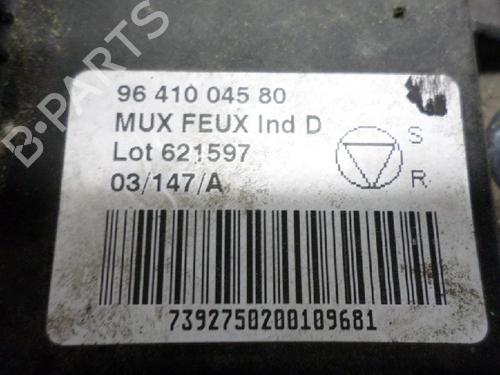 B-PARTS
96 410 045 80
MUX FEUX Ind D
Lot 621597
03/147/A
S
R
7392750200109681